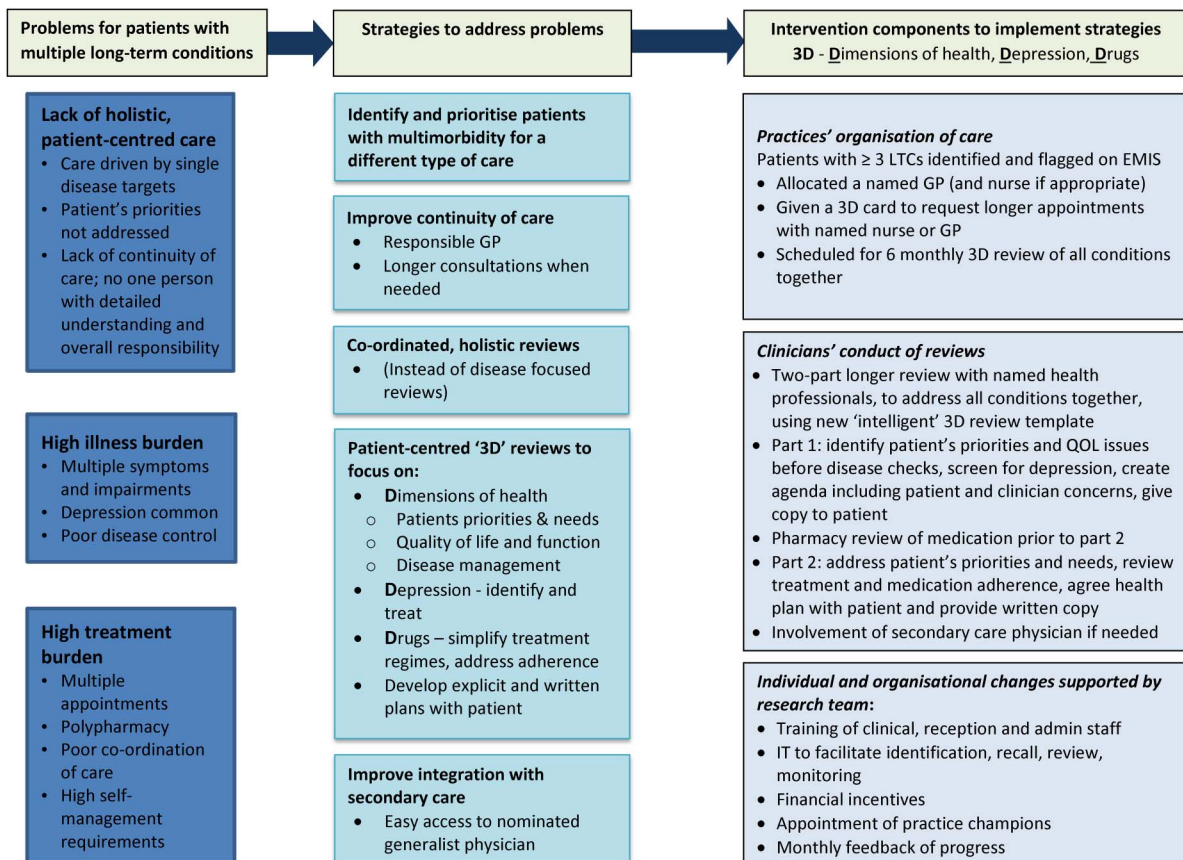 Problems for patients with
multiple long-term conditions
Strategies to address problems
Intervention components to implement strategies
3D - Dimensions of health, Depression, Drugs
Lack of holistic,
patient-centred care
• Care driven by single
disease targets
• Patient's priorities
not addressed
• Lack of continuity of
care; no one person
with detailed
understanding and
overall responsibility
High illness burden
• Multiple symptoms
and impairments
• Depression common
• Poor disease control
High treatment
burden
• Multiple
appointments
• Polypharmacy
• Poor co-ordination
of care
• High self-
management
requirements
Identify and prioritise patients
with multimorbidity for a
different type of care
Improve continuity of care
• Responsible GP
• Longer consultations when
needed
Co-ordinated, holistic reviews
• (Instead of disease focused
reviews)
Patient-centred '3D' reviews to
focus on:
• Dimensions of health
o Patients priorities & needs
o Quality of life and function
o Disease management
• Depression - identify and
treat
• Drugs – simplify treatment
regimes, address adherence
• Develop explicit and written
plans with patient
Improve integration with
secondary care
• Easy access to nominated
generalist physician
Practices' organisation of care
Patients with ≥ 3 LTCs identified and flagged on EMIS
• Allocated a named GP (and nurse if appropriate)
• Given a 3D card to request longer appointments
with named nurse or GP
• Scheduled for 6 monthly 3D review of all conditions
together
Clinicians' conduct of reviews
• Two-part longer review with named health
professionals, to address all conditions together,
using new 'intelligent' 3D review template
• Part 1: identify patient's priorities and QOL issues
before disease checks, screen for depression, create
agenda including patient and clinician concerns, give
copy to patient
• Pharmacy review of medication prior to part 2
• Part 2: address patient's priorities and needs, review
treatment and medication adherence, agree health
plan with patient and provide written copy
• Involvement of secondary care physician if needed
Individual and organisational changes supported by
research team:
• Training of clinical, reception and admin staff
• IT to facilitate identification, recall, review,
monitoring
• Financial incentives
• Appointment of practice champions
• Monthly feedback of progress